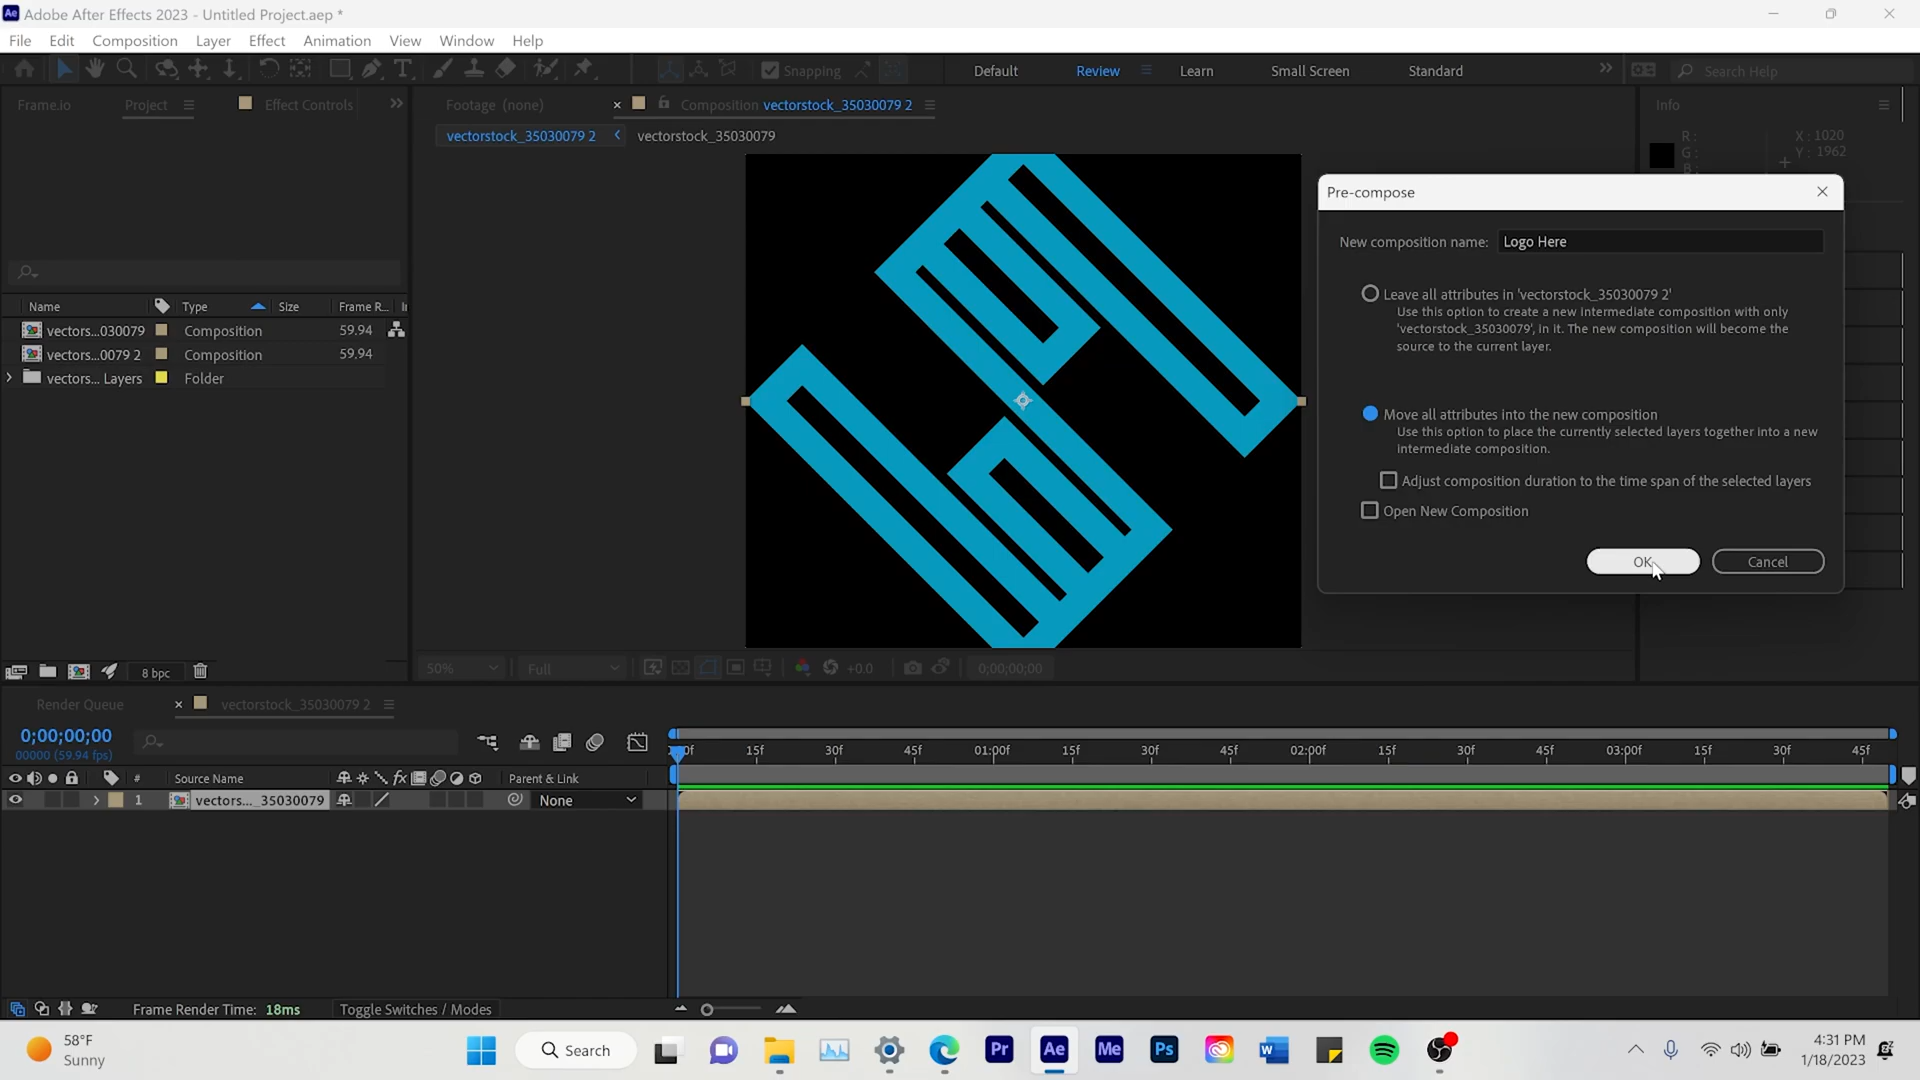 Adobe After Effects 2023 - Untitled Project.aep *
File Edit Composition Layer Effect Animation View Window Help
Snapping Default Review Learn Small Screen Standard Search Help
Frame.io Project Effect Controls Footage (none) Composition vectorstock_35030079 2 Info
vectorstock_35030079 2 vectorstock_35030079
R: G: B: X: 1020 Y: 1962
Pre-compose
New composition name: Logo Here
Leave all attributes in 'vectorstock_35030079 2'
Use this option to create a new intermediate composition with only
'vectorstock_35030079', in it. The new composition will become the
source to the current layer.
Move all attributes into the new composition
Use this option to place the currently selected layers together into a new
intermediate composition.
Adjust composition duration to the time span of the selected layers
Open New Composition
OK Cancel
Name Type Size Frame R...
vectors...030079 Composition 59.94
vectors...0079 2 Composition 59.94
vectors... Layers Folder
8 bpc 50% Full +0.0 0;00;00;00
Render Queue vectorstock_35030079 2
0;00;00;00
00000 (59.94 fps)
15f 30f 45f 01:00f 15f 30f 45f 02:00f 15f 30f 45f 03:00f 15f 30f 45f
# Source Name fx Parent & Link
1 vectors..._35030079 None
Frame Render Time: 18ms Toggle Switches / Modes
58°F
Sunny
Search
Pr Ae Me Ps W
4:31 PM
1/18/2023